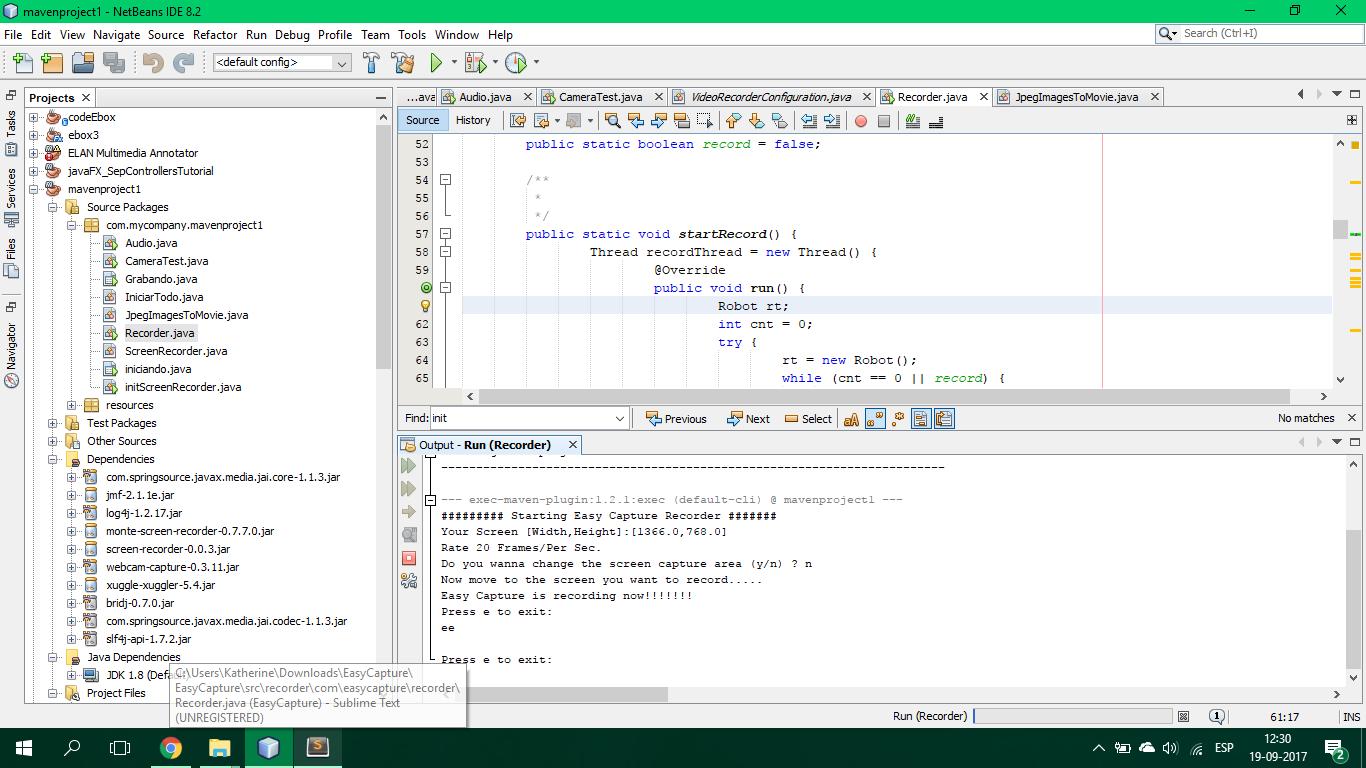 mavenproject1 - NetBeans IDE 8.2
File Edit View Navigate Source Refactor Run Debug Profile Team Tools Window Help
Search (Ctrl+I)
<default config>
Tasks
Services
Files
Navigator
Projects
codeEbox
ebox3
ELAN Multimedia Annotator
javaFX_SepControllersTutorial
mavenproject1
Source Packages
com.mycompany.mavenproject1
Audio.java
CameraTest.java
Grabando.java
IniciarTodo.java
JpegImagesToMovie.java
Recorder.java
ScreenRecorder.java
iniciando.java
initScreenRecorder.java
resources
Test Packages
Other Sources
Dependencies
com.springsource.javax.media.jai.core-1.1.3.jar
jmf-2.1.1e.jar
log4j-1.2.17.jar
monte-screen-recorder-0.7.7.0.jar
screen-recorder-0.0.3.jar
webcam-capture-0.3.11.jar
xuggle-xuggler-5.4.jar
bridj-0.7.0.jar
com.springsource.javax.media.jai.codec-1.1.3.jar
slf4j-api-1.7.2.jar
Java Dependencies
JDK 1.8 (Defa
Project Files
C:\Users\Katherine\Downloads\EasyCapture\
EasyCapture\src\recorder\com\easycapture\recorder\
Recorder.java (EasyCapture) - Sublime Text
(UNREGISTERED)
...ava Audio.java CameraTest.java VideoRecorderConfiguration.java Recorder.java JpegImagesToMovie.java
Source History
52 public static boolean record = false;
53
54 /**
55 *
56 */
57 public static void startRecord() {
58 Thread recordThread = new Thread() {
59 @Override
public void run() {
Robot rt;
62 int cnt = 0;
63 try {
64 rt = new Robot();
65 while (cnt == 0 || record) {
Find: init Previous Next Select aA No matches
Output - Run (Recorder)
------------------------------------------------------------------------
--- exec-maven-plugin:1.2.1:exec (default-cli) @ mavenproject1 ---
######### Starting Easy Capture Recorder #######
Your Screen [Width,Height]:[1366.0,768.0]
Rate 20 Frames/Per Sec.
Do you wanna change the screen capture area (y/n) ? n
Now move to the screen you want to record.....
Easy Capture is recording now!!!!!!!
Press e to exit:
ee
Press e to exit:
Run (Recorder) 1 61:17 INS
ESP 12:30
19-09-2017
2